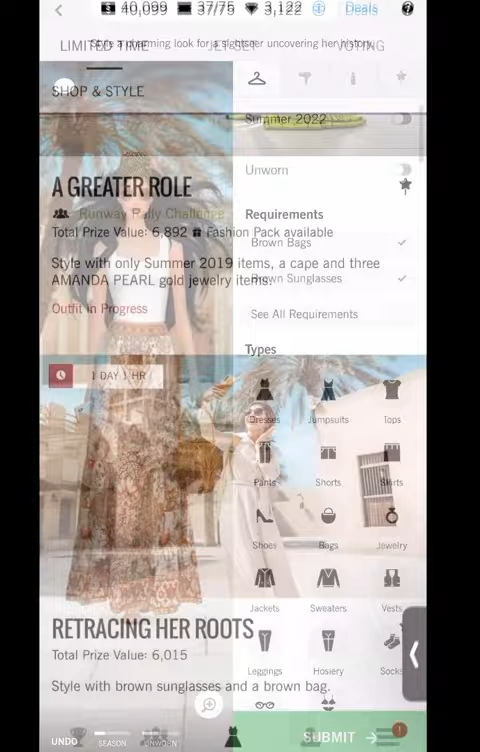 40,099 37/75 3,122 Deals ?
Style a charming look for a sightseer uncovering her history.
LIMITED TIME JET SET VOTING
SHOP & STYLE
Summer 2022
Unworn
A GREATER ROLE
Runway Rally Challenge
Total Prize Value: 6,892 Fashion Pack available
Style with only Summer 2019 items, a cape and three
AMANDA PEARL gold jewelry items.
Outfit in Progress
Requirements
Brown Bags
Brown Sunglasses
See All Requirements
Types
1 DAY 1 HR
Dresses Jumpsuits Tops
Pants Shorts Skirts
Shoes Bags Jewelry
Jackets Sweaters Vests
Leggings Hosiery Socks
RETRACING HER ROOTS
Total Prize Value: 6,015
Style with brown sunglasses and a brown bag.
UNDO SEASON UNWORN SUBMIT